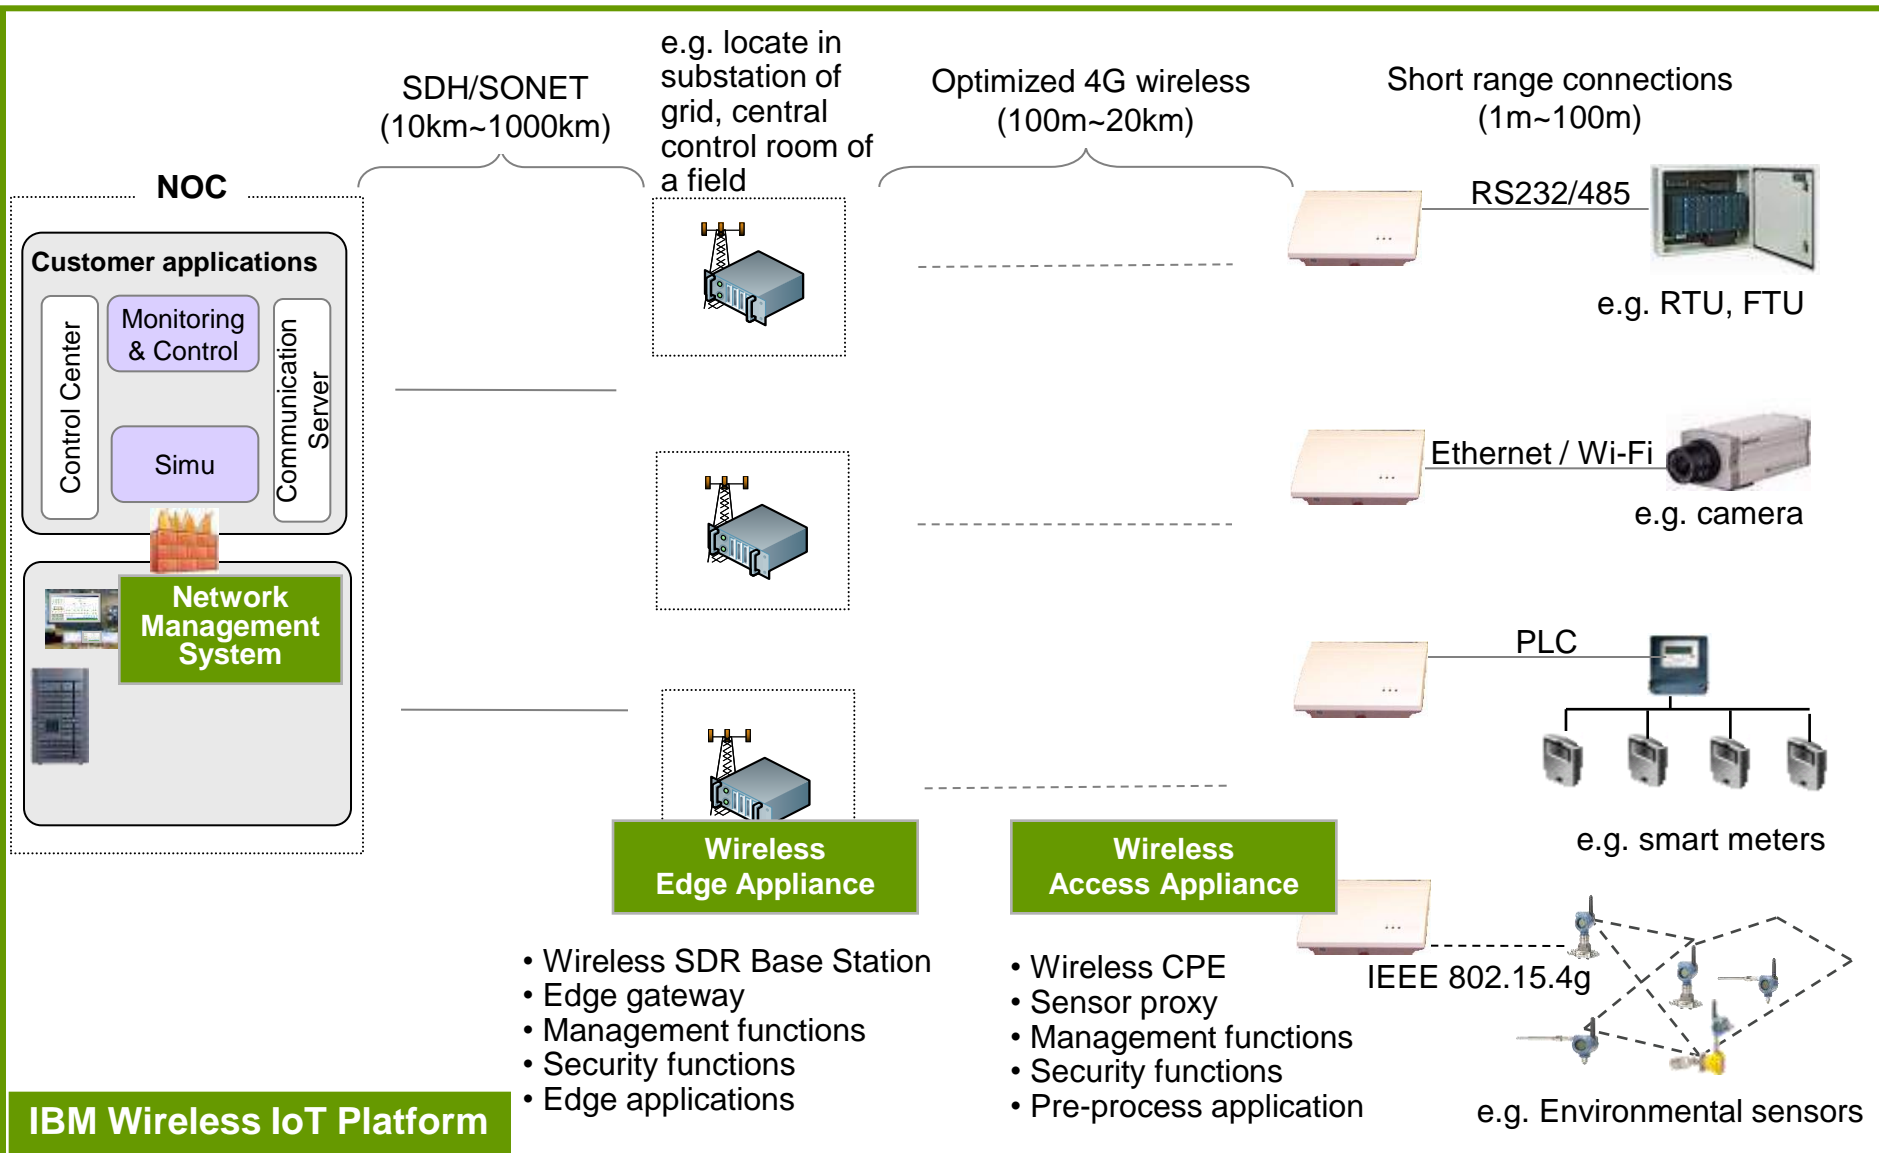 SDH/SONET
(10km~1000km)
e.g. locate in
substation of
grid, central
control room of
a field
Optimized 4G wireless
(100m~20km)
Short range connections
(1m~100m)
NOC
Customer applications
Control Center
Monitoring
& Control
Simu
Communication
Server
Network
Management
System
RS232/485
e.g. RTU, FTU
Ethernet / Wi-Fi
e.g. camera
PLC
e.g. smart meters
Wireless
Edge Appliance
• Wireless SDR Base Station
• Edge gateway
• Management functions
• Security functions
• Edge applications
Wireless
Access Appliance
• Wireless CPE
• Sensor proxy
• Management functions
• Security functions
• Pre-process application
IEEE 802.15.4g
e.g. Environmental sensors
IBM Wireless IoT Platform